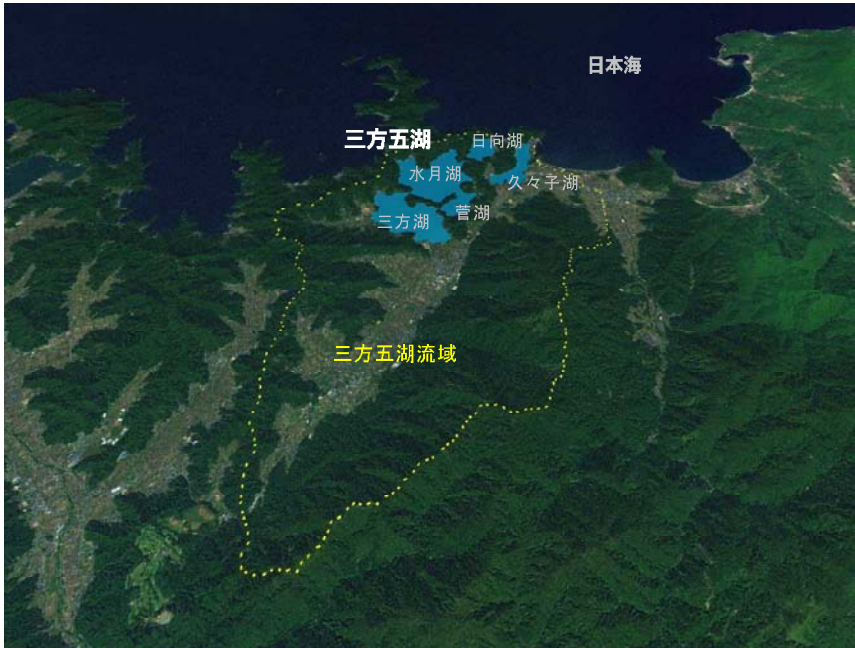 日本海
三方五湖
日向湖
水月湖
久々子湖
菅湖
三方湖
三方五湖流域